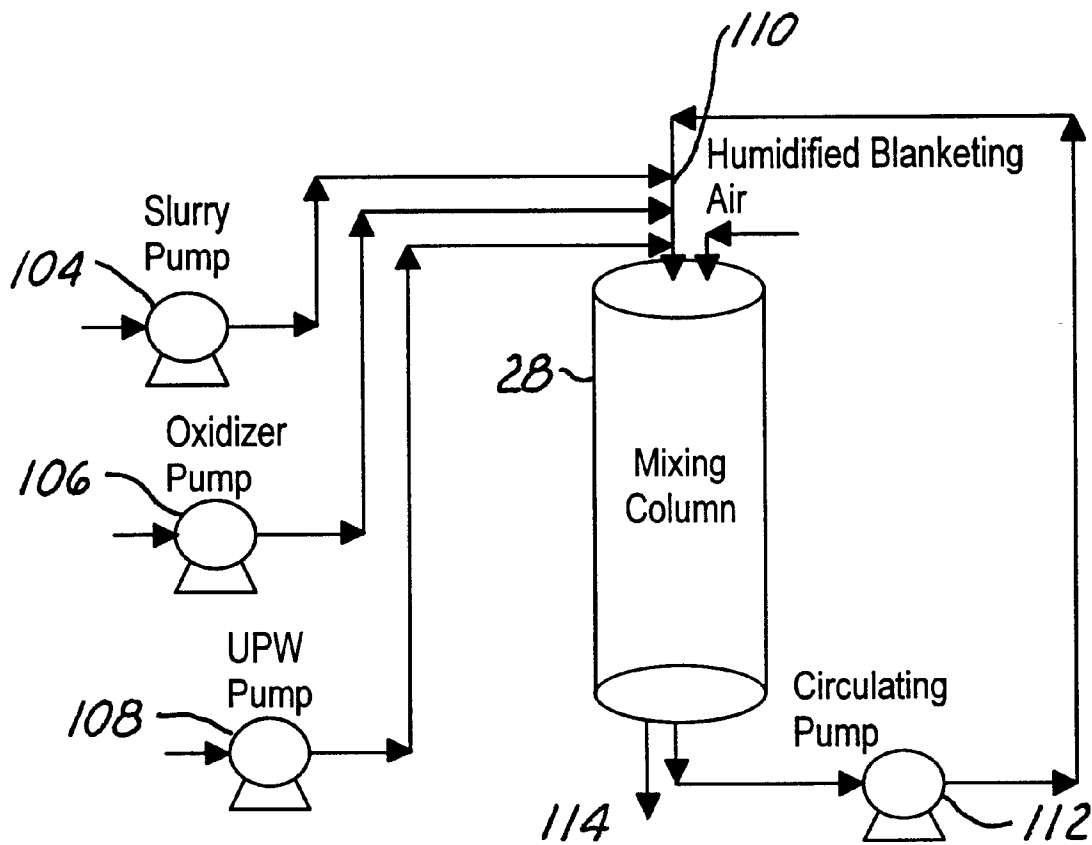 110
Humidified Blanketing
Air
Slurry
Pump
104
28
Oxidizer
Pump
106
Mixing
Column
UPW
Pump
108
Circulating
Pump
114
112